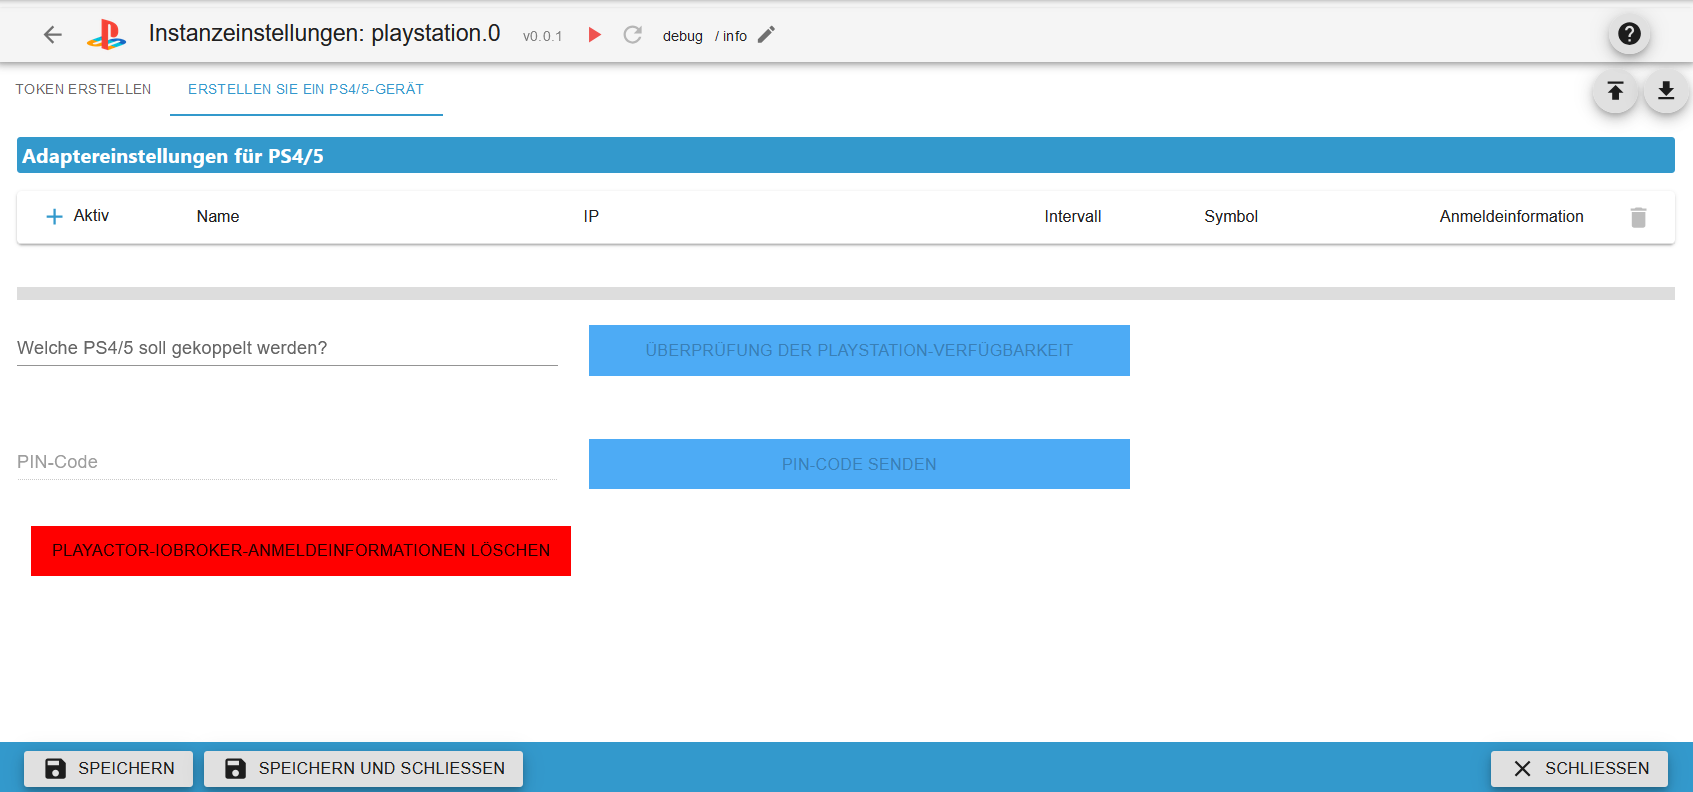 Instanzeinstellungen: playstation.0 v0.0.1 debug / info
TOKEN ERSTELLEN ERSTELLEN SIE EIN PS4/5-GERÄT
Adaptereinstellungen für PS4/5
Aktiv Name IP Intervall Symbol Anmeldeinformation
Welche PS4/5 soll gekoppelt werden? ÜBERPRÜFUNG DER PLAYSTATION-VERFÜGBARKEIT
PIN-Code PIN-CODE SENDEN
PLAYACTOR-IOBROKER-ANMELDEINFORMATIONEN LÖSCHEN
SPEICHERN SPEICHERN UND SCHLIESSEN SCHLIESSEN